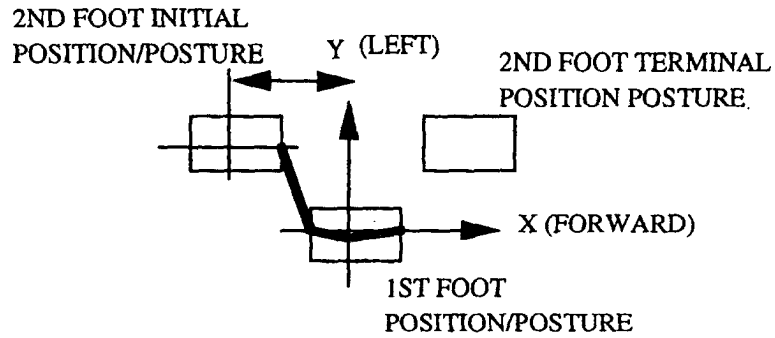 2ND FOOT INITIAL
POSITION/POSTURE
Y (LEFT)
2ND FOOT TERMINAL
POSITION POSTURE.
X (FORWARD)
1ST FOOT
POSITION/POSTURE